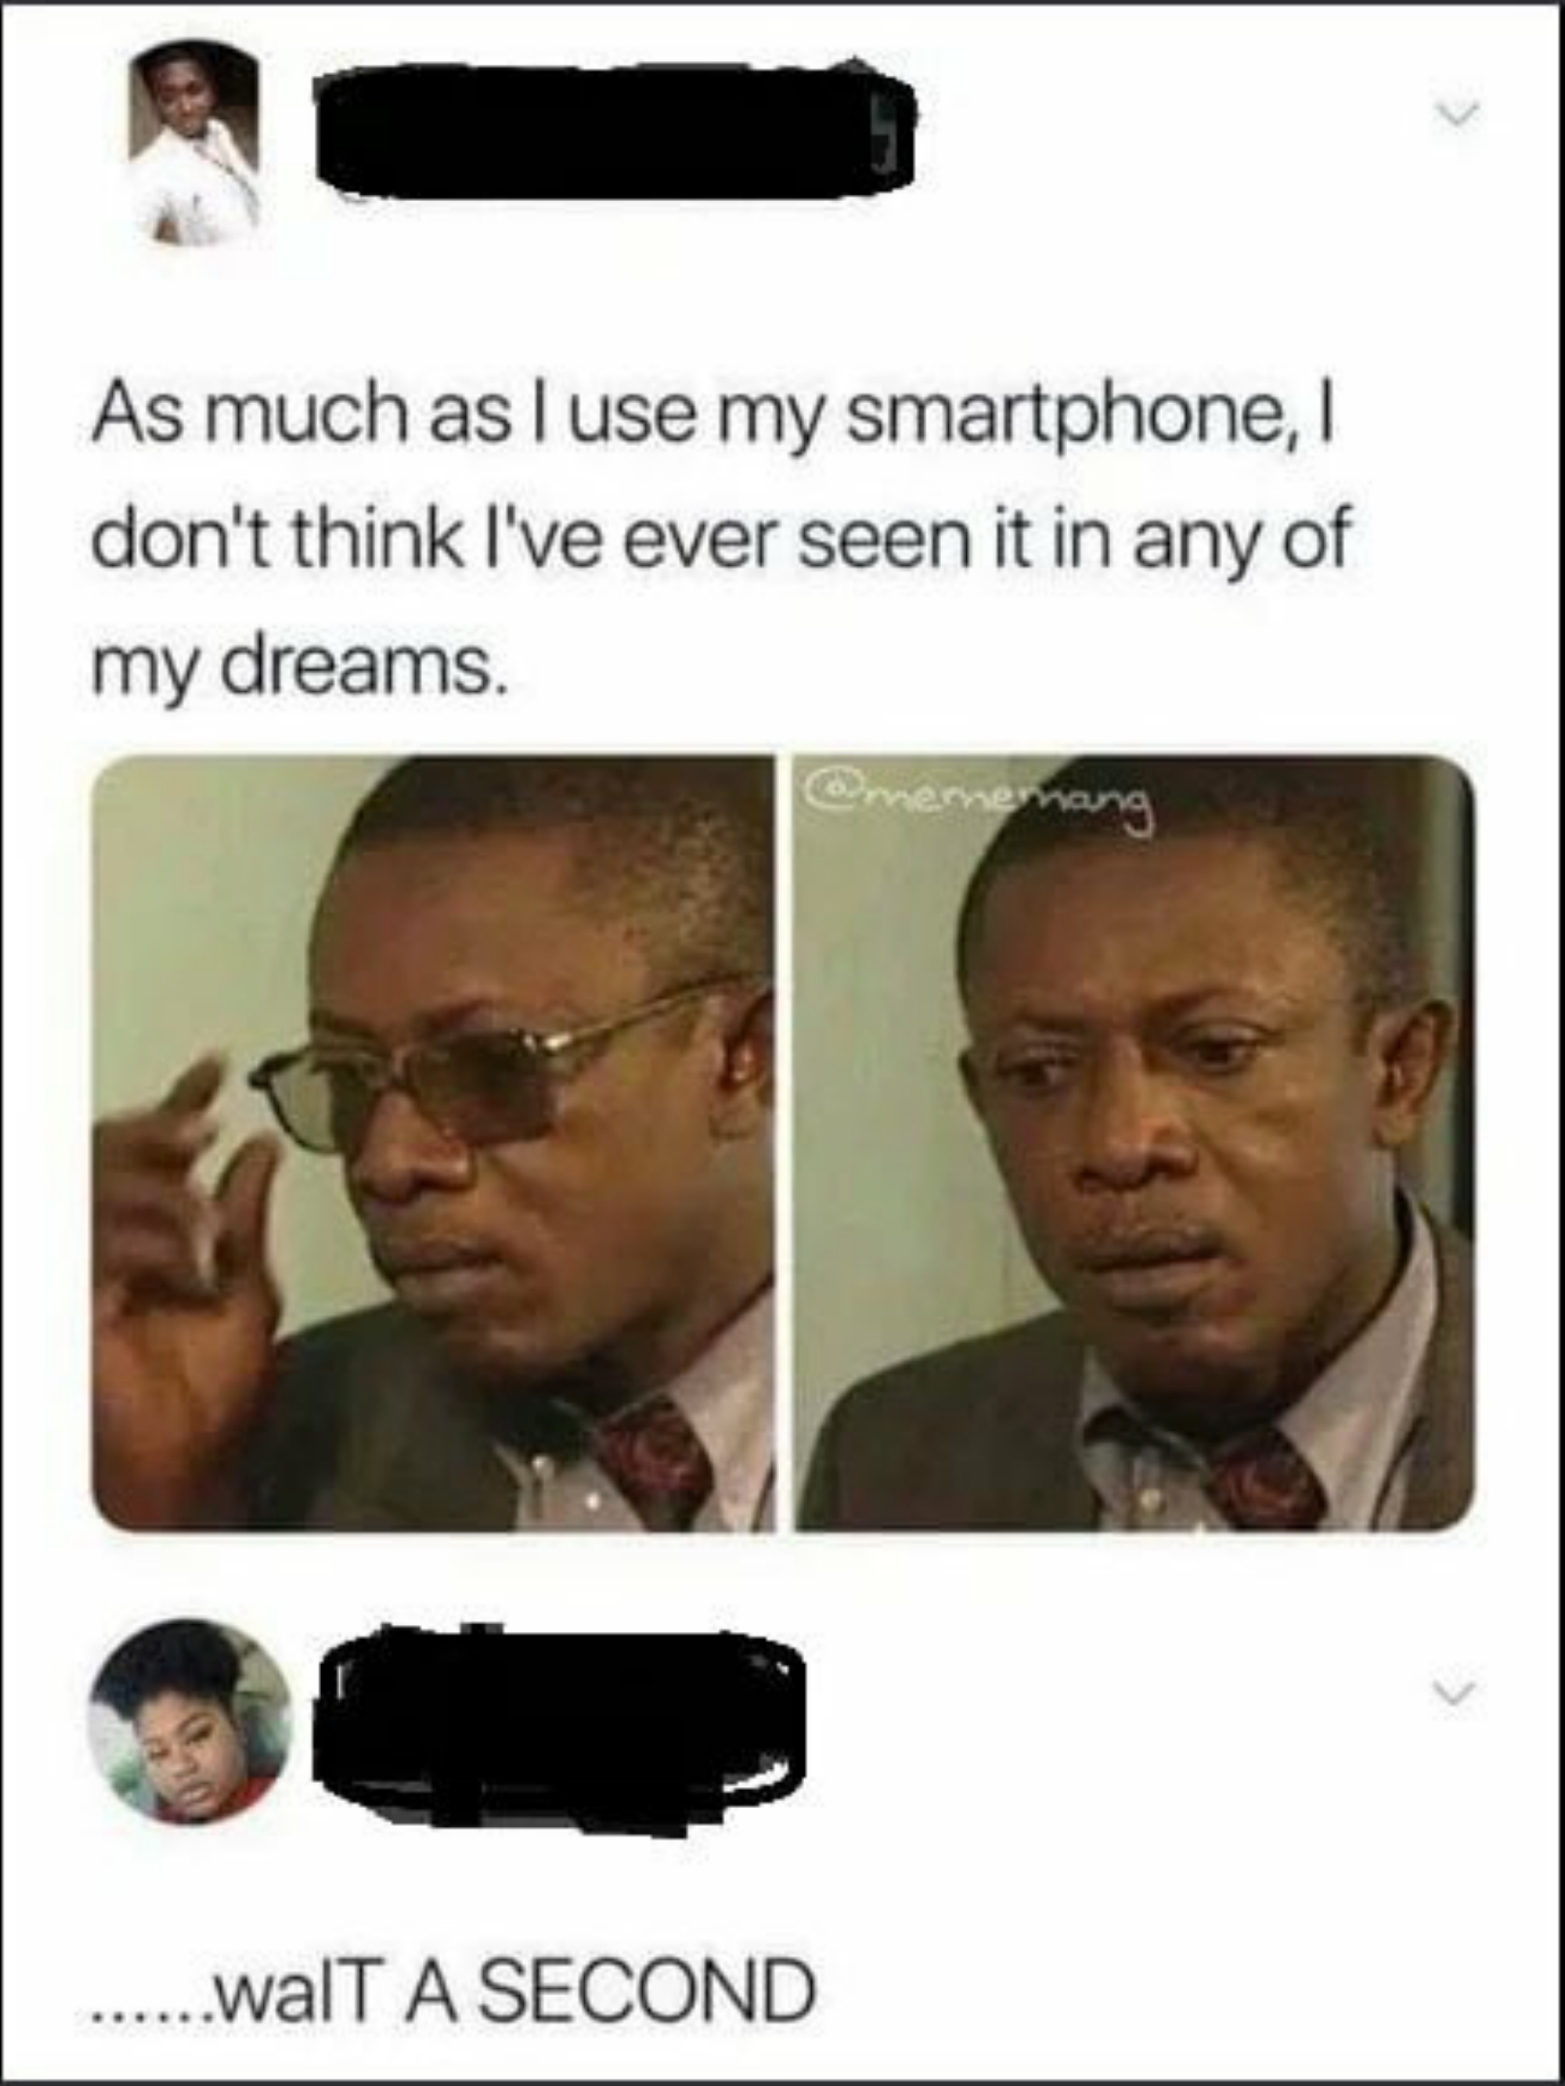 As much as I use my smartphone, I
don't think I've ever seen it in any of
my dreams.
@mememang
......waIT A SECOND